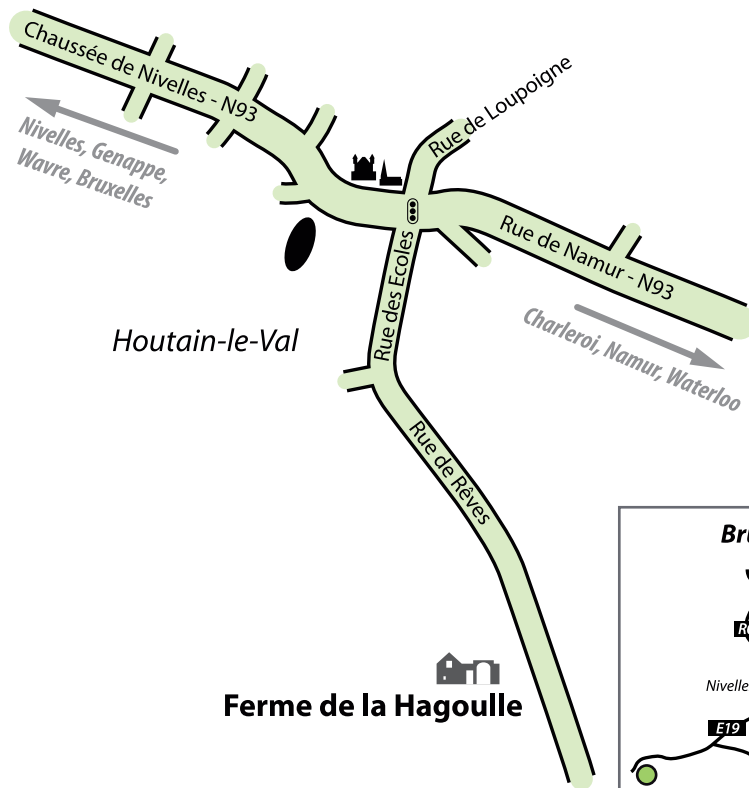 Chaussée de Nivelles - N93
Nivelles, Genappe,
Wavre, Bruxelles
Rue de Loupoigne
Rue de Namur - N93
Rue des Ecoles
Charleroi, Namur, Waterloo
Houtain-le-Val
Rue de Rêves
Ferme de la Hagoulle
E19